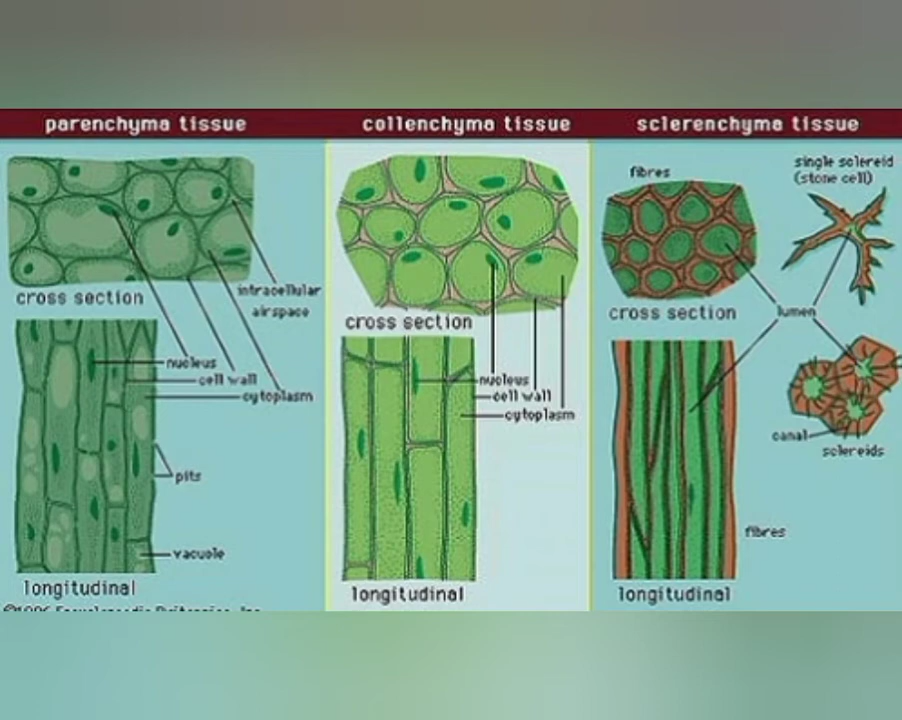 parenchyma tissue
collenchyma tissue
sclerenchyma tissue
cross section
intracellular
airspace
nucleus
cell wall
cytoplasm
pits
vacuole
longitudinal
cross section
nucleus
cell wall
cytoplasm
longitudinal
fibres
single sclereid
(stone cell)
cross section
lumen
canal
sclereids
fibres
longitudinal